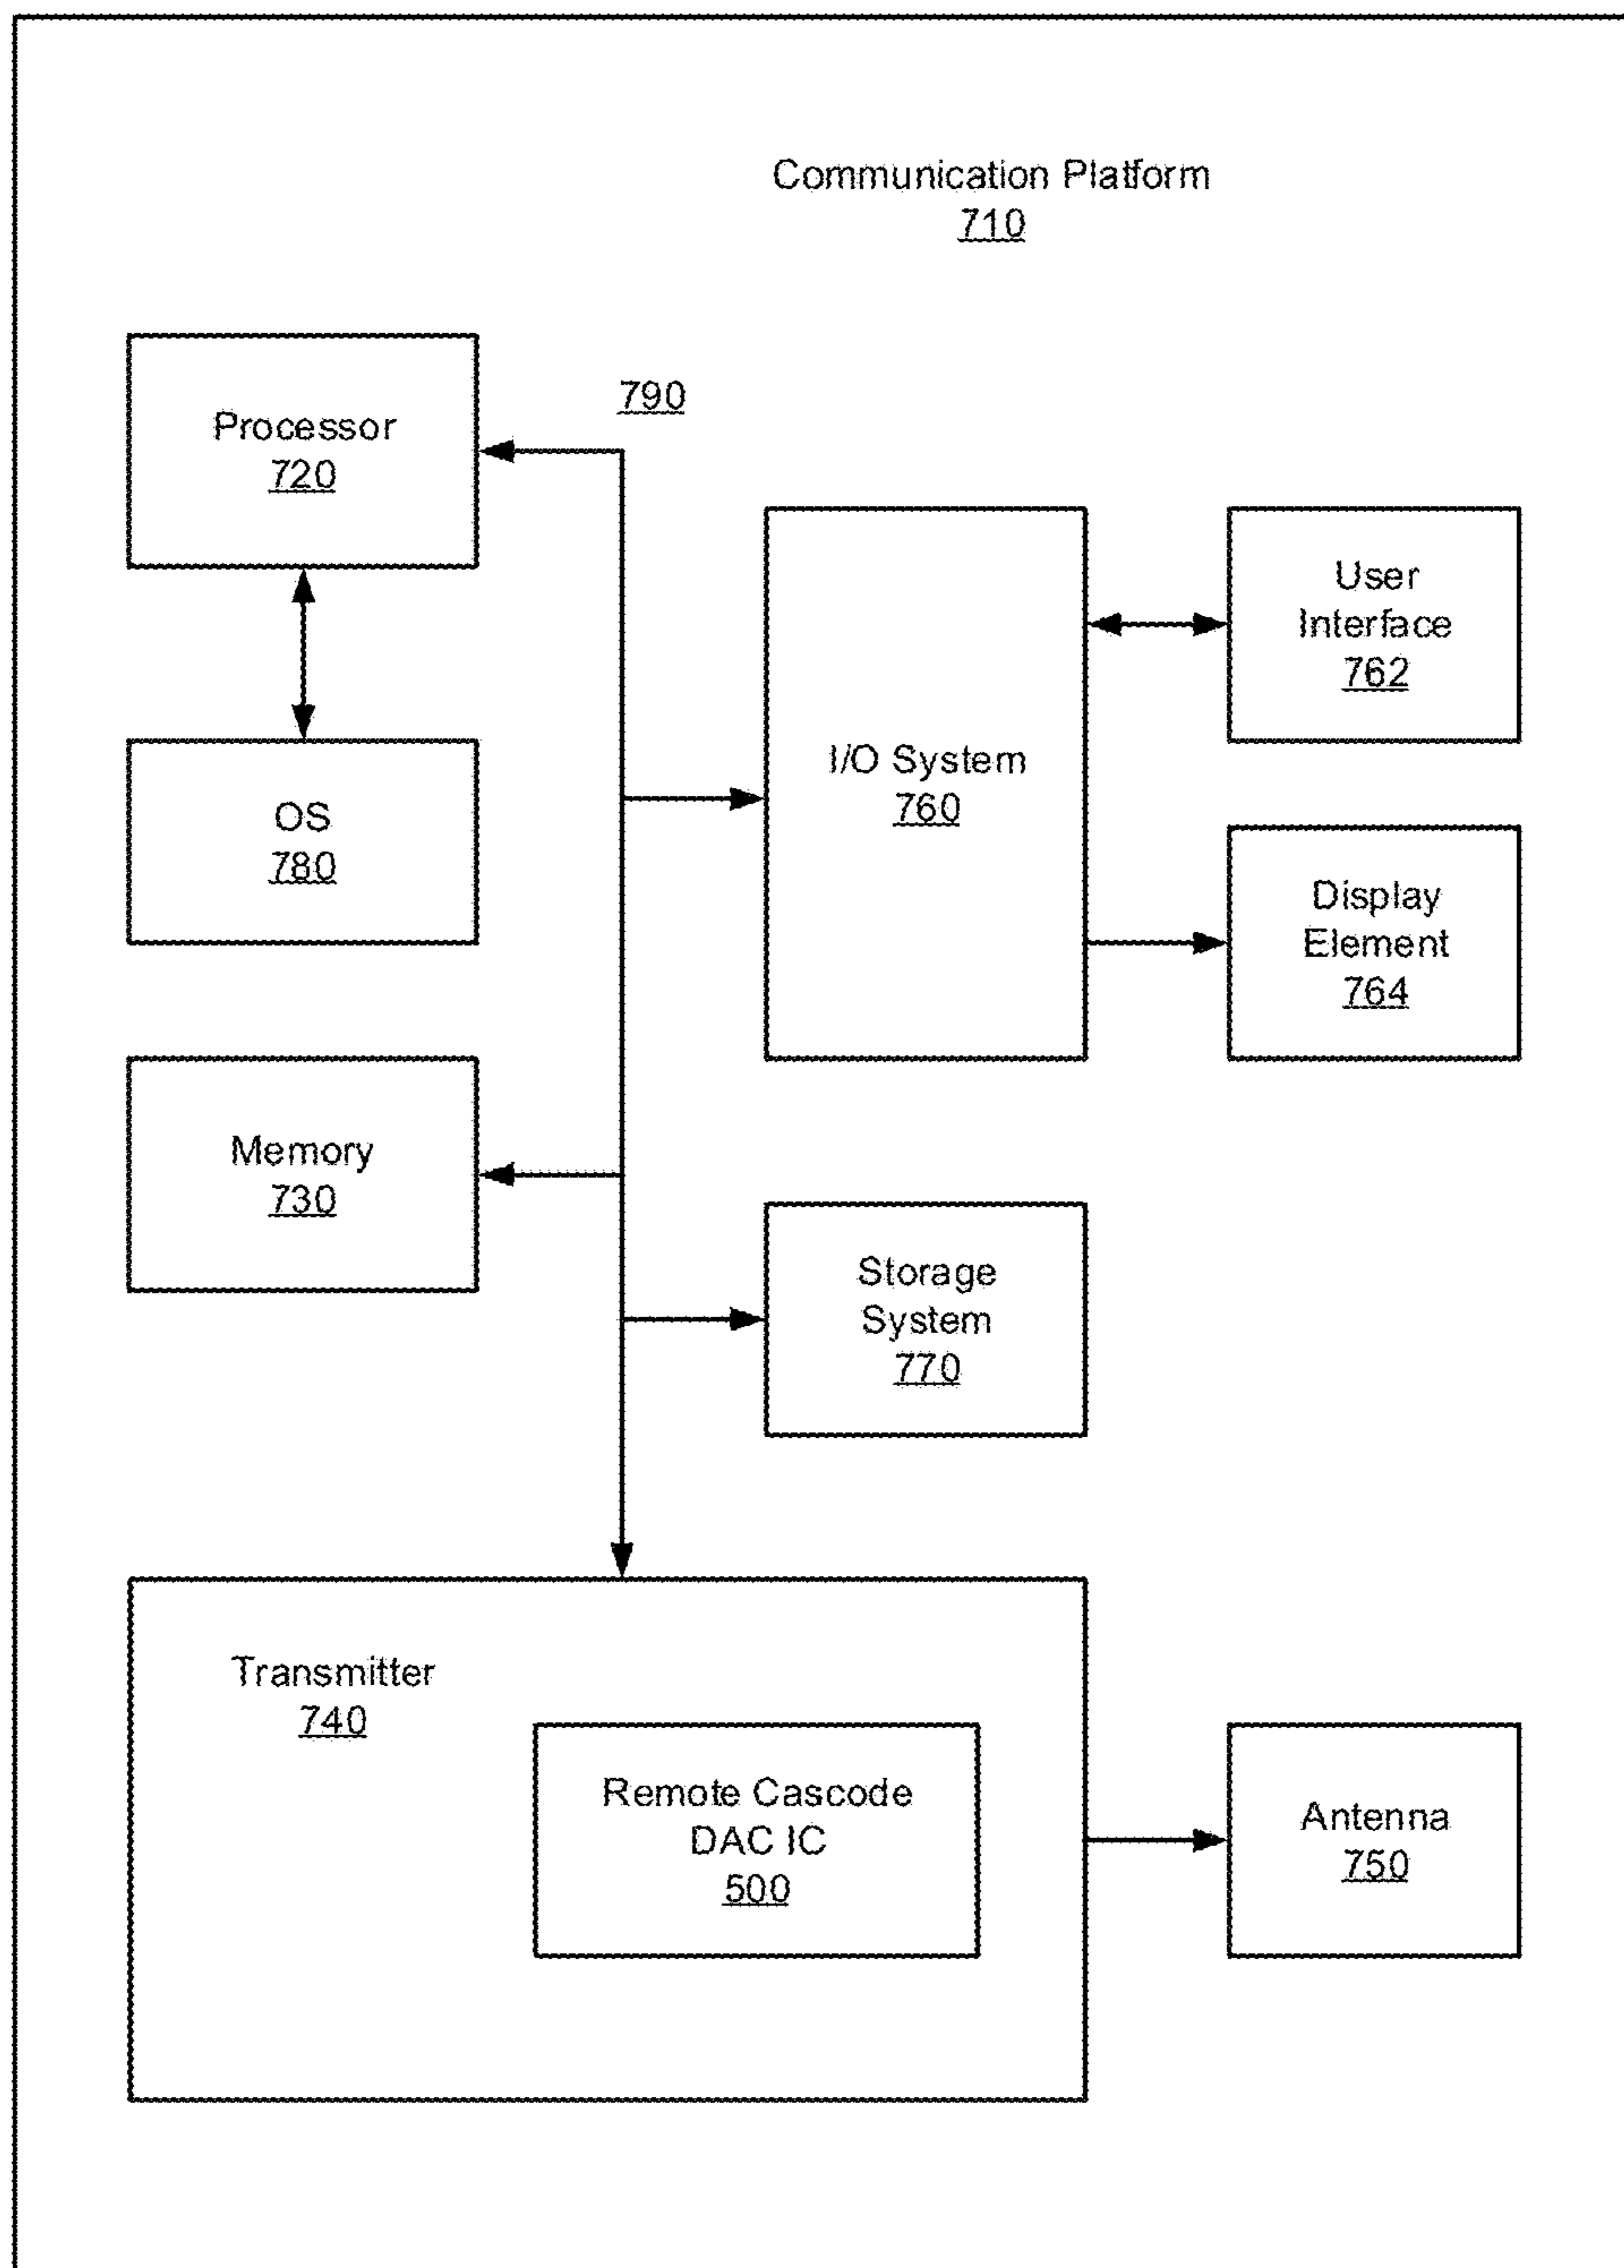 Communication Platform
710
Processor
720
790
User
Interface
762
I/O System
760
OS
780
Display
Element
764
Memory
730
Storage
System
770
Transmitter
740
Remote Cascode
DAC IC
500
Antenna
750